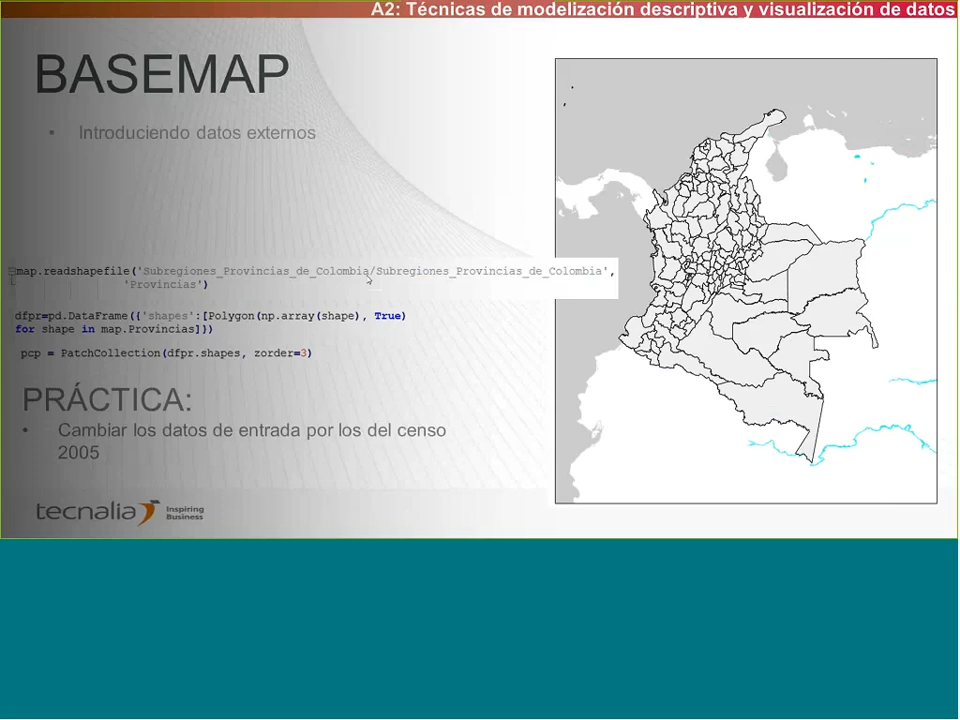 A2: Técnicas de modelización descriptiva y visualización de datos
BASEMAP
• Introduciendo datos externos
map.readshapefile('Subregiones_Provincias_de_Colombia/Subregiones_Provincias_de_Colombia',
'Provincias')
dfpr=pd.DataFrame({'shapes':[Polygon(np.array(shape), True)
for shape in map.Provincias]})
pcp = PatchCollection(dfpr.shapes, zorder=3)
PRÁCTICA:
• Cambiar los datos de entrada por los del censo
2005
tecnalia Inspiring
Business